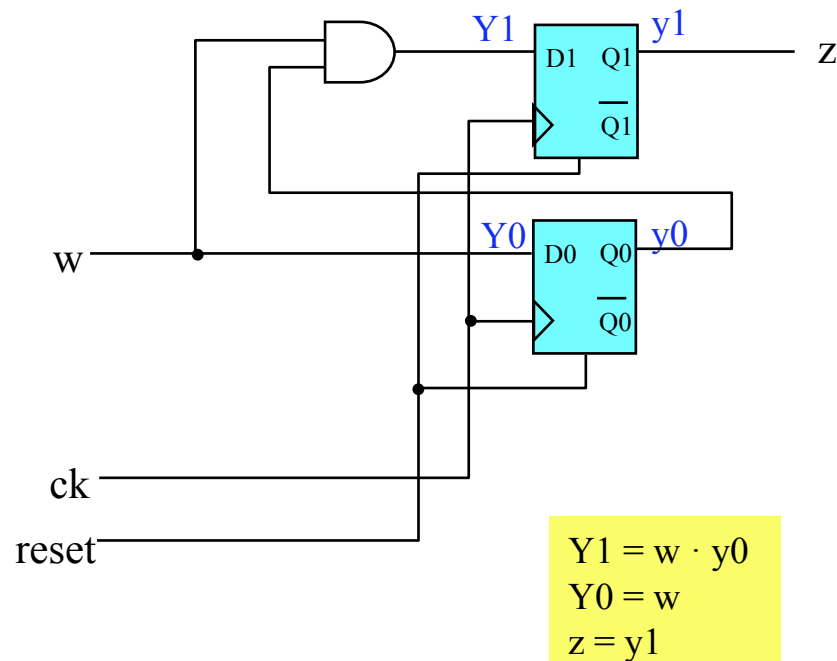 Y1
y1
z
D1
Q1
Q1
w
Y0
y0
D0
Q0
Q0
ck
reset
Y1 = w · y0
Y0 = w
z = y1